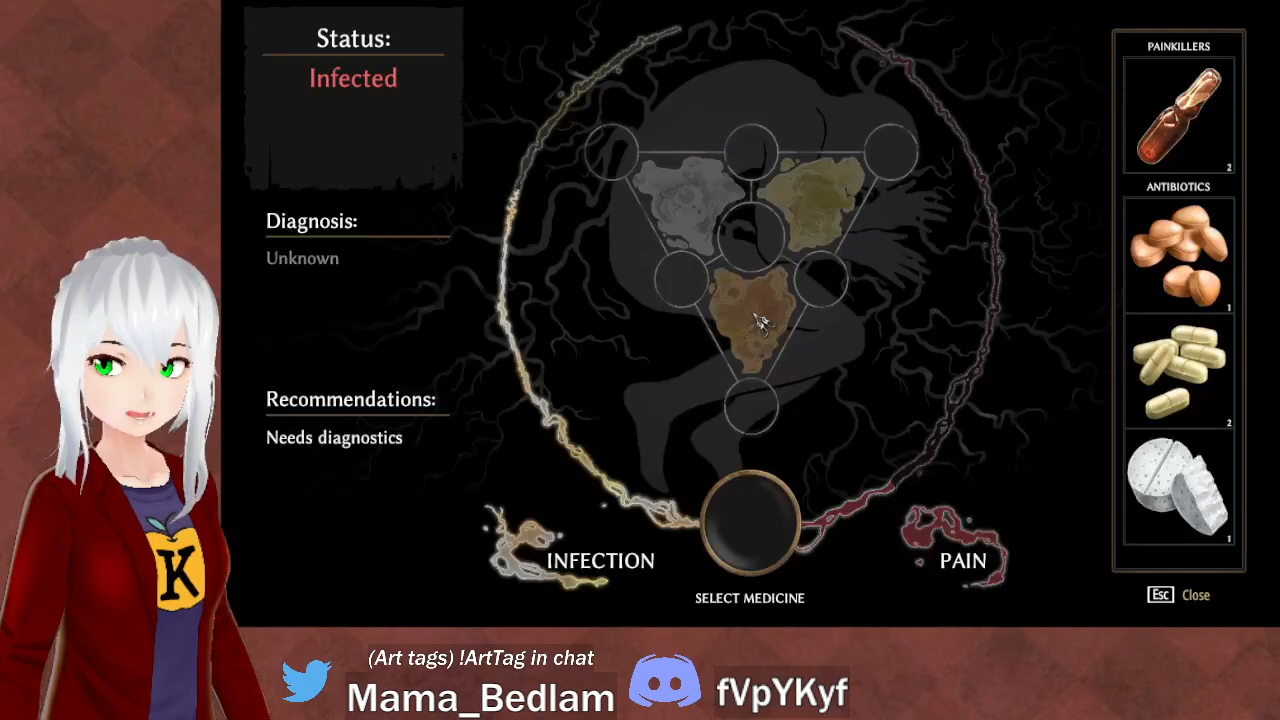 Status:
Infected
Diagnosis:
Unknown
Recommendations:
Needs diagnostics
INFECTION
PAIN
SELECT MEDICINE
PAINKILLERS
2
ANTIBIOTICS
1
2
1
Esc Close
K
(Art tags) !ArtTag in chat
Mama_Bedlam
fVpYKyf